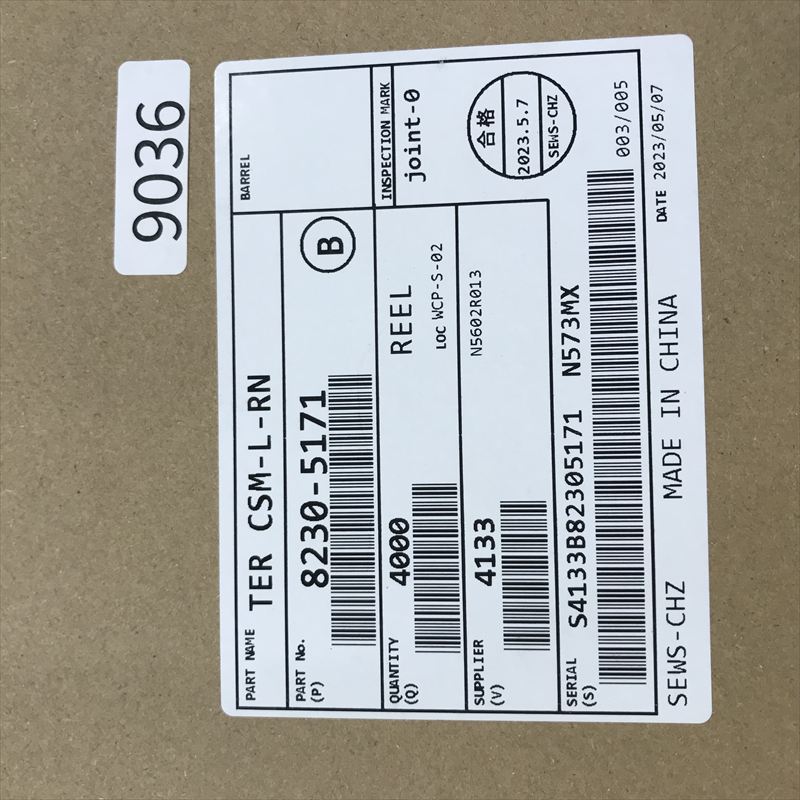 9036
PART NAME TER CSM-L-RN
BARREL
PART No.
(P)
8230-5171
B
QUANTITY
(Q)
4000
REEL
LOC WCP-S-02
INSPECTION MARK
joint-0
SUPPLIER
(V)
4133
N5602R013
合格
2023.5.7
SEWS-CHZ
SERIAL
(S)
S4133B82305171 N573MX
003/005
SEWS-CHZ MADE IN CHINA DATE 2023/05/07